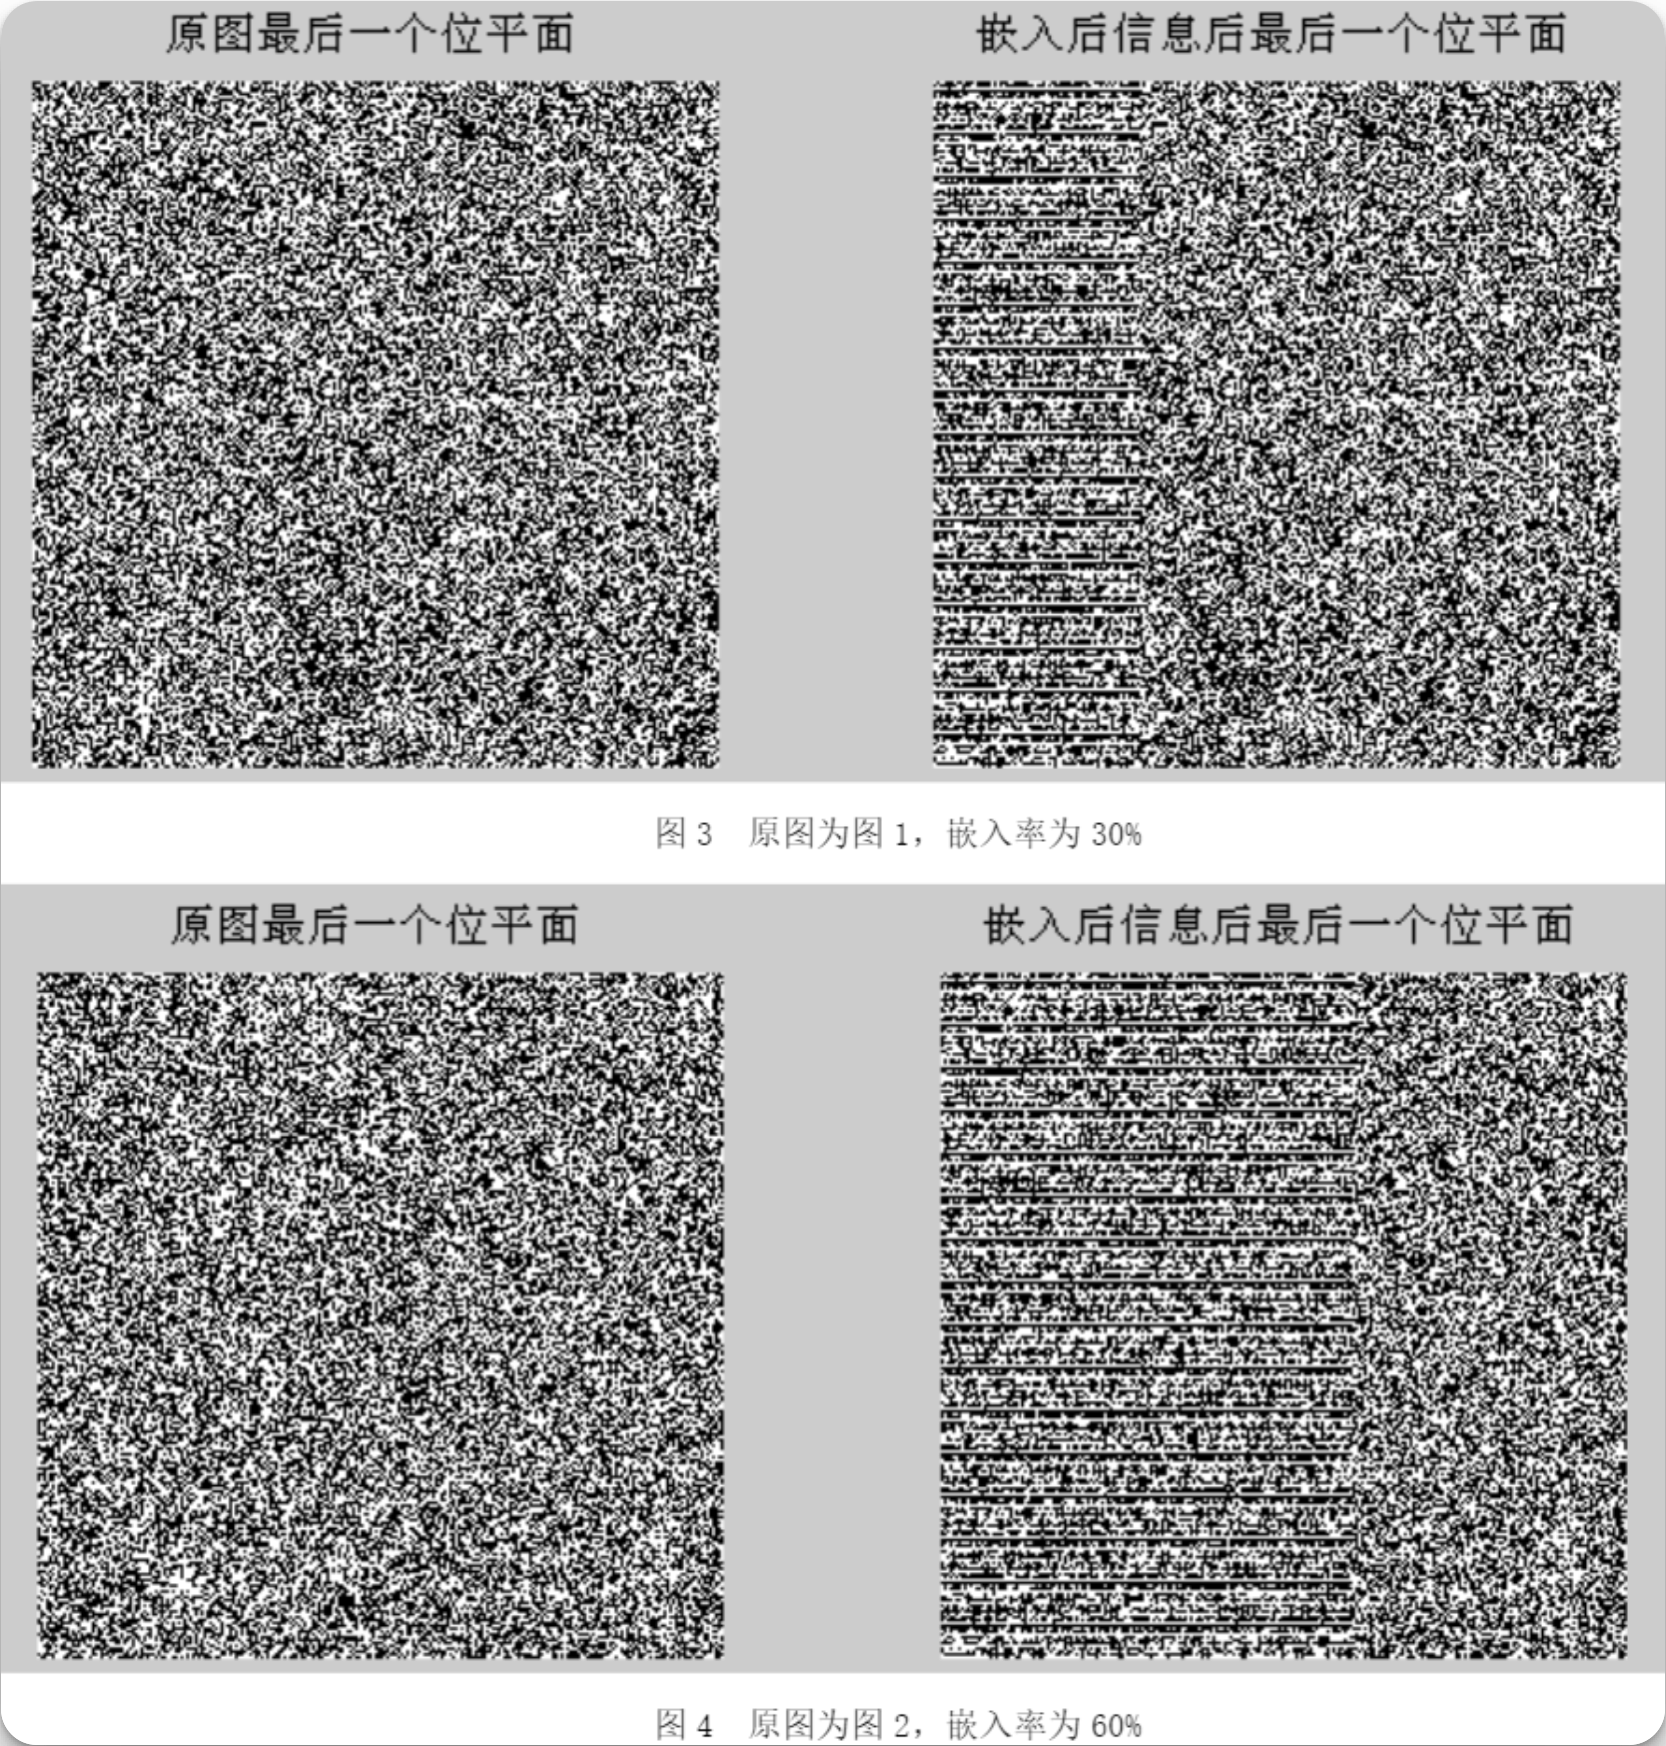 原图最后一个位平面
嵌入后信息后最后一个位平面
图 3 原图为图 1，嵌入率为 30%
原图最后一个位平面
嵌入后信息后最后一个位平面
图 4 原图为图 2，嵌入率为 60%